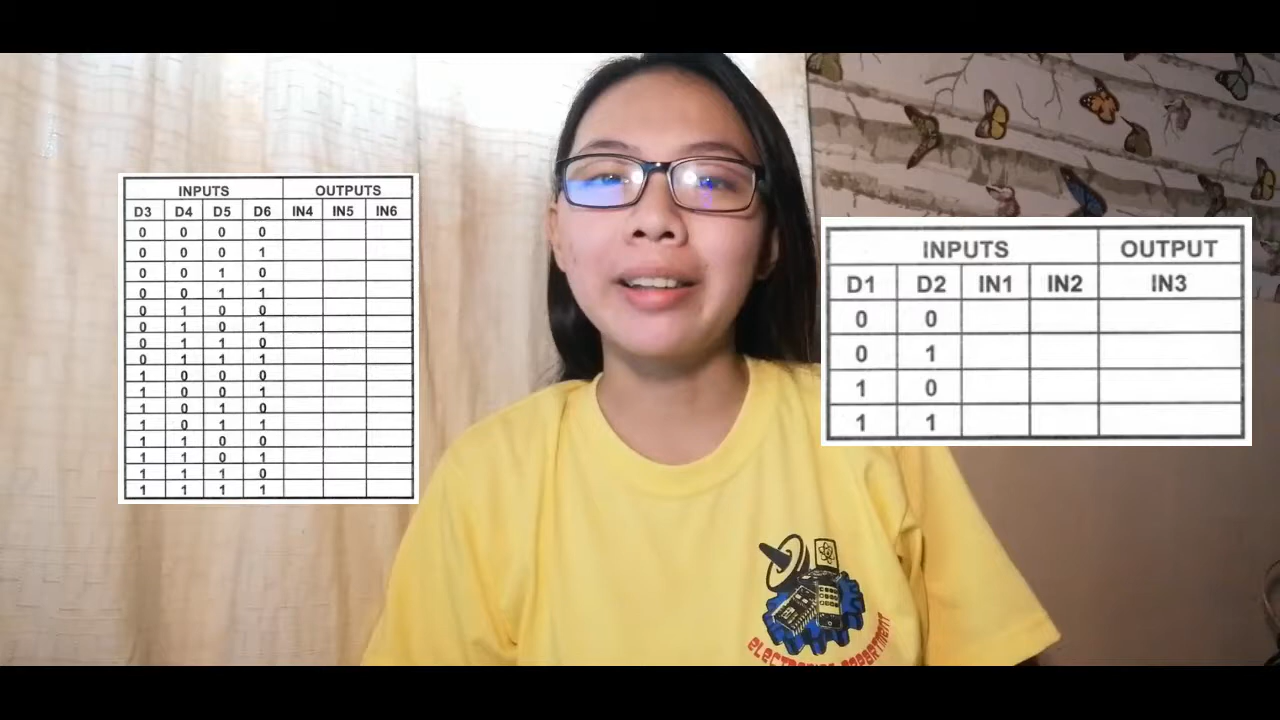 INPUTS OUTPUTS
D3 D4 D5 D6 IN4 IN5 IN6
0 0 0 0
0 0 0 1
0 0 1 0
0 0 1 1
0 1 0 0
0 1 0 1
0 1 1 0
0 1 1 1
1 0 0 0
1 0 0 1
1 0 1 0
1 0 1 1
1 1 0 0
1 1 0 1
1 1 1 0
1 1 1 1
INPUTS OUTPUT
D1 D2 IN1 IN2 IN3
0 0
0 1
1 0
1 1